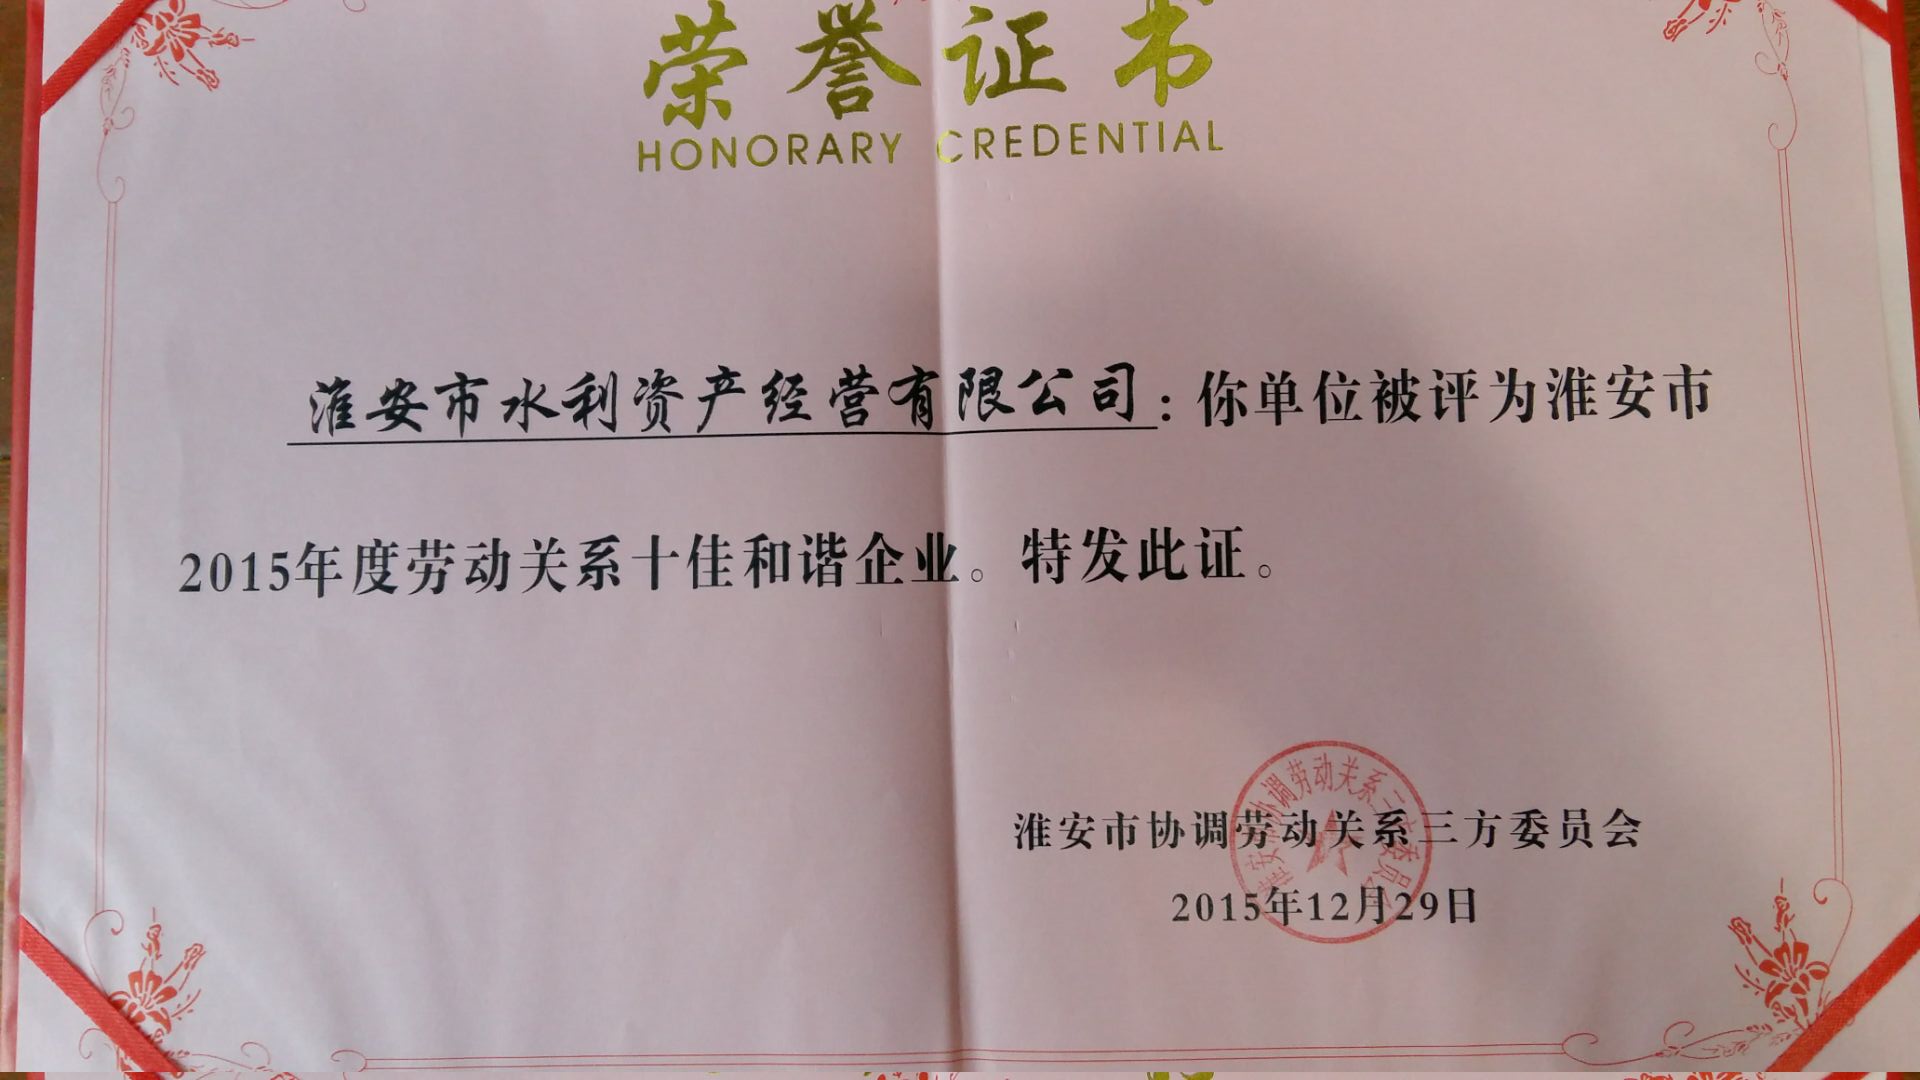 荣誉证书
HONORARY CREDENTIAL
淮安市水利资产经营有限公司：你单位被评为淮安市
2015年度劳动关系十佳和谐企业。特发此证。
淮安市协调劳动关系三方委员会
2015年12月29日